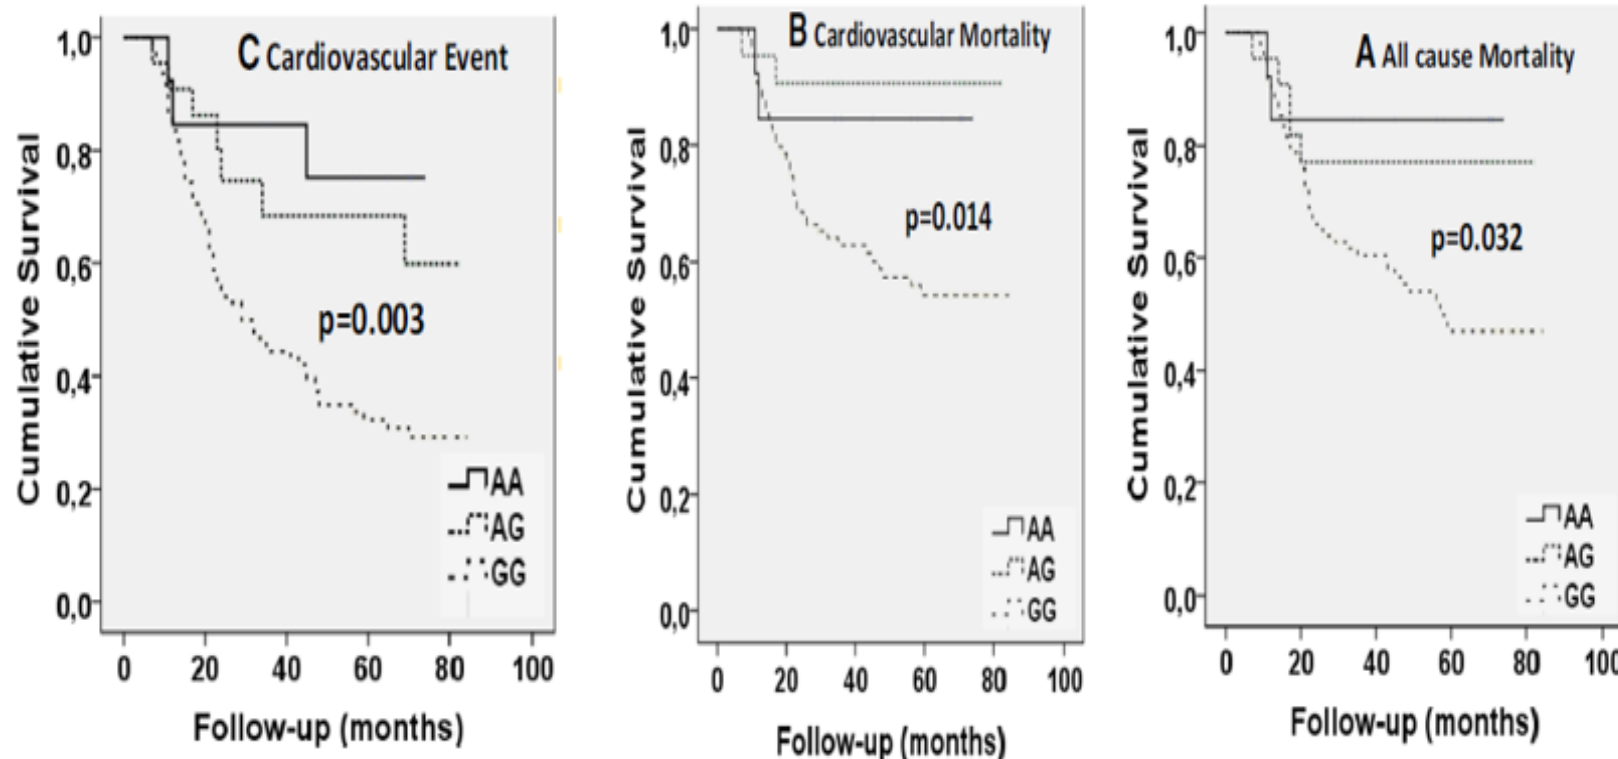 C Cardiovascular Event
Cumulative Survival
1,0
0,8
0,6
0,4
0,2
0,0
p=0.003
AA
AG
GG
0 20 40 60 80 100
Follow-up (months)
B Cardiovascular Mortality
Cumulative Survival
1,0
0,8
0,6
0,4
0,2
0,0
p=0.014
AA
AG
GG
0 20 40 60 80 100
Follow-up (months)
A All cause Mortality
Cumulative Survival
1,0
0,8
0,6
0,4
0,2
0,0
p=0.032
AA
AG
GG
0 20 40 60 80 100
Follow-up (months)